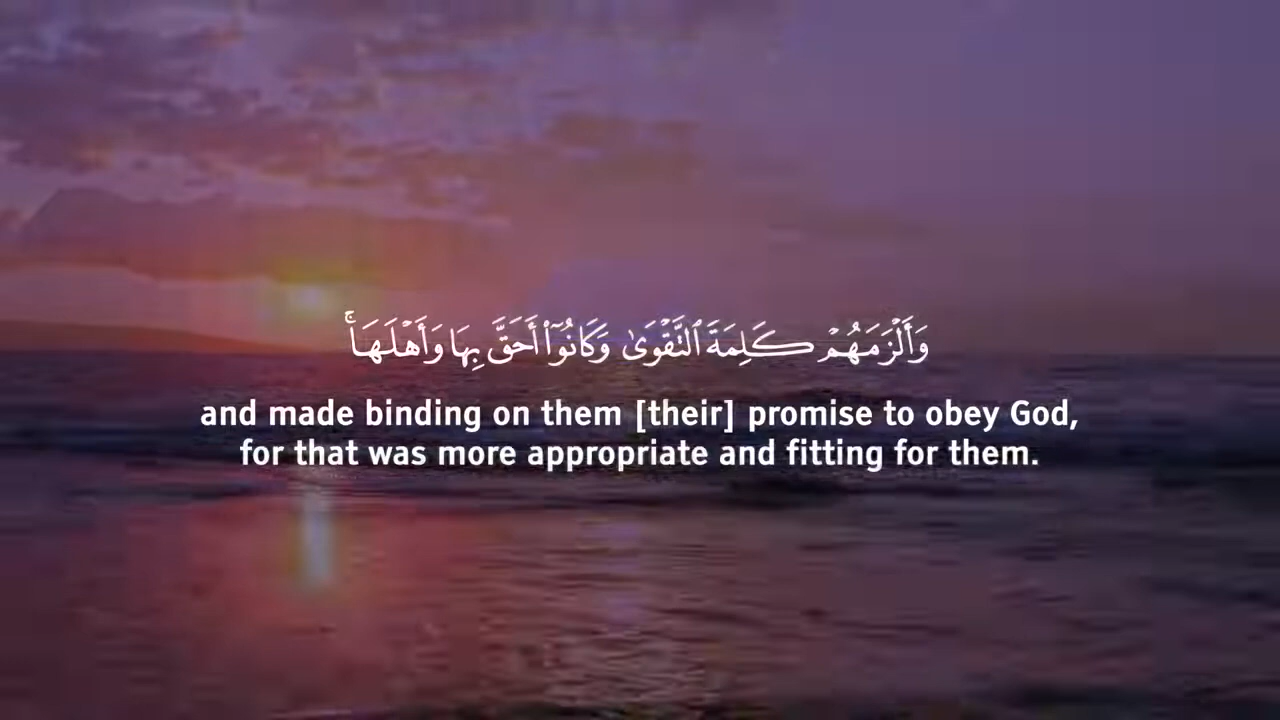 وَأَلْزَمَهُمْ كَلِمَةَ ٱلتَّقْوَىٰ وَكَانُوٓا۟ أَحَقَّ بِهَا وَأَهْلَهَا ۚ
and made binding on them [their] promise to obey God,
for that was more appropriate and fitting for them.